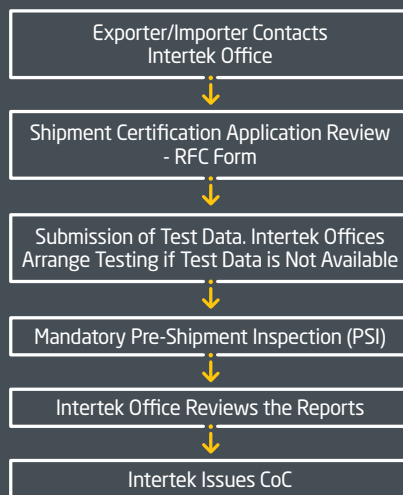 Exporter/Importer Contacts
Intertek Office
Shipment Certification Application Review
- RFC Form
Submission of Test Data. Intertek Offices
Arrange Testing if Test Data is Not Available
Mandatory Pre-Shipment Inspection (PSI)
Intertek Office Reviews the Reports
Intertek Issues CoC